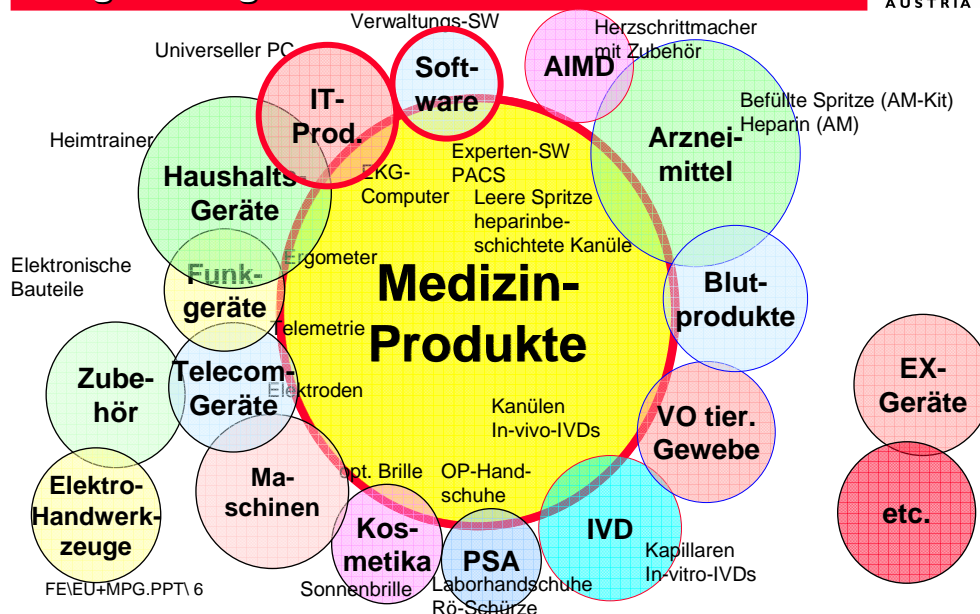 AUSTRIA
Verwaltungs-SW
Universeller PC
Herzschrittmacher
mit Zubehör
Soft-
ware
AIMD
IT-
Prod.
Befüllte Spritze (AM-Kit)
Heparin (AM)
Arznei-
mittel
Heimtrainer
Haushalts-
Geräte
EKG-
Computer
Experten-SW
PACS
Leere Spritze
heparinbe-
schichtete Kanüle
Elektronische
Bauteile
Funk-
geräte
Ergometer
Medizin-
Produkte
Blut-
produkte
Telemetrie
Zube-
hör
Telecom-
Geräte
Elektroden
EX-
Geräte
Kanülen
In-vivo-IVDs
VO tier.
Gewebe
Elektro-
Handwerk-
zeuge
Ma-
schinen
opt. Brille
OP-Hand-
schuhe
etc.
Kos-
metika
PSA
IVD
Kapillaren
In-vitro-IVDs
FE\EU+MPG.PPT\ 6
Sonnenbrille
Laborhandschuhe
Rö-Schürze